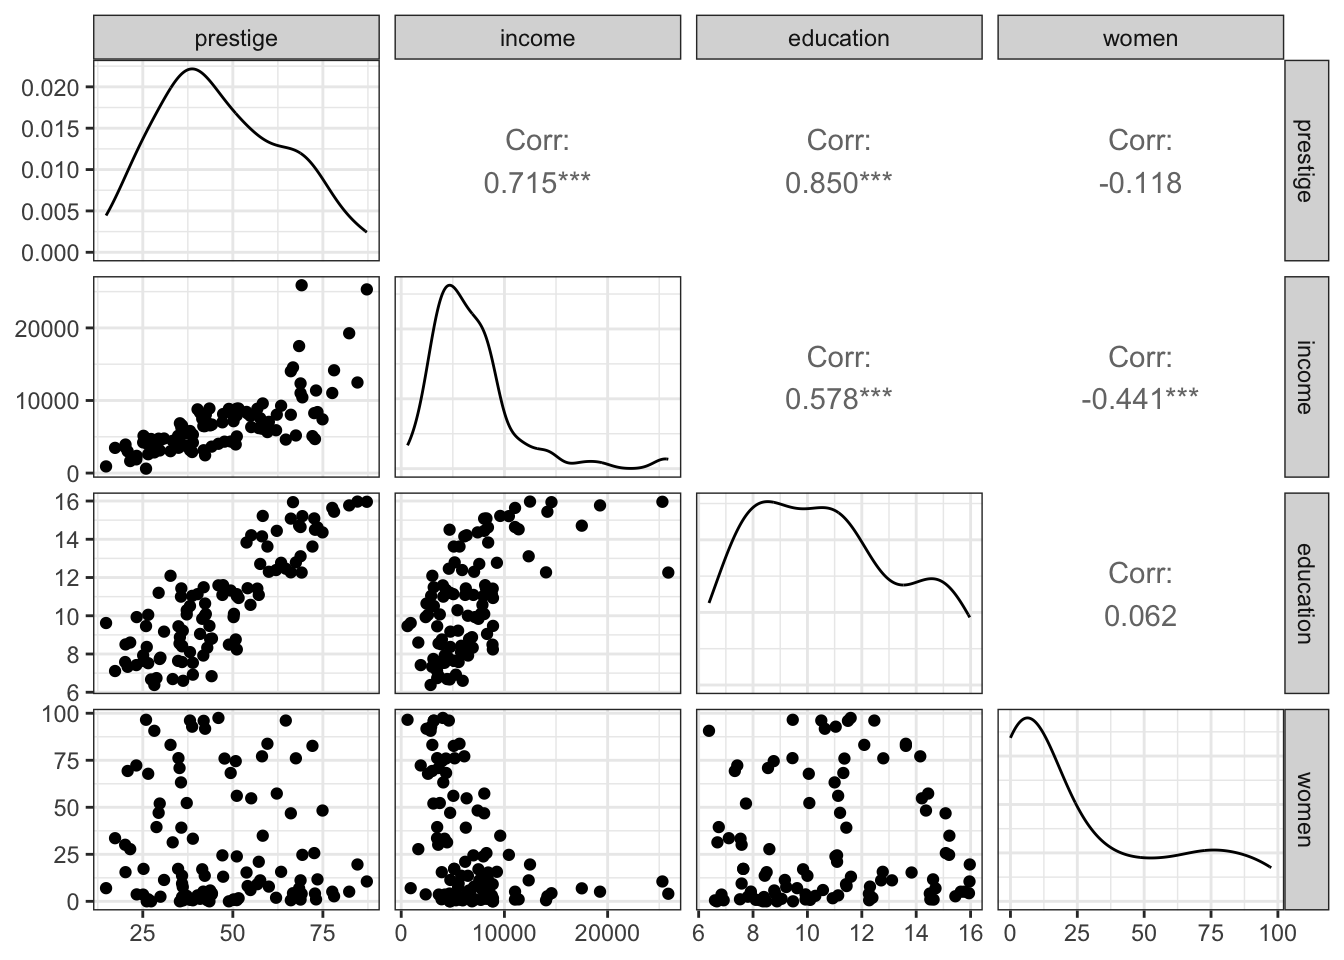 prestige
income
education
women
0.020
0.015
0.010
0.005
0.000
Corr:
0.715***
Corr:
0.850***
Corr:
-0.118
prestige
20000
10000
0
Corr:
0.578***
Corr:
-0.441***
income
16
14
12
10
8
6
Corr:
0.062
education
100
75
50
25
0
women
25 50 75
0 10000 20000
6 8 10 12 14 16
0 25 50 75 100